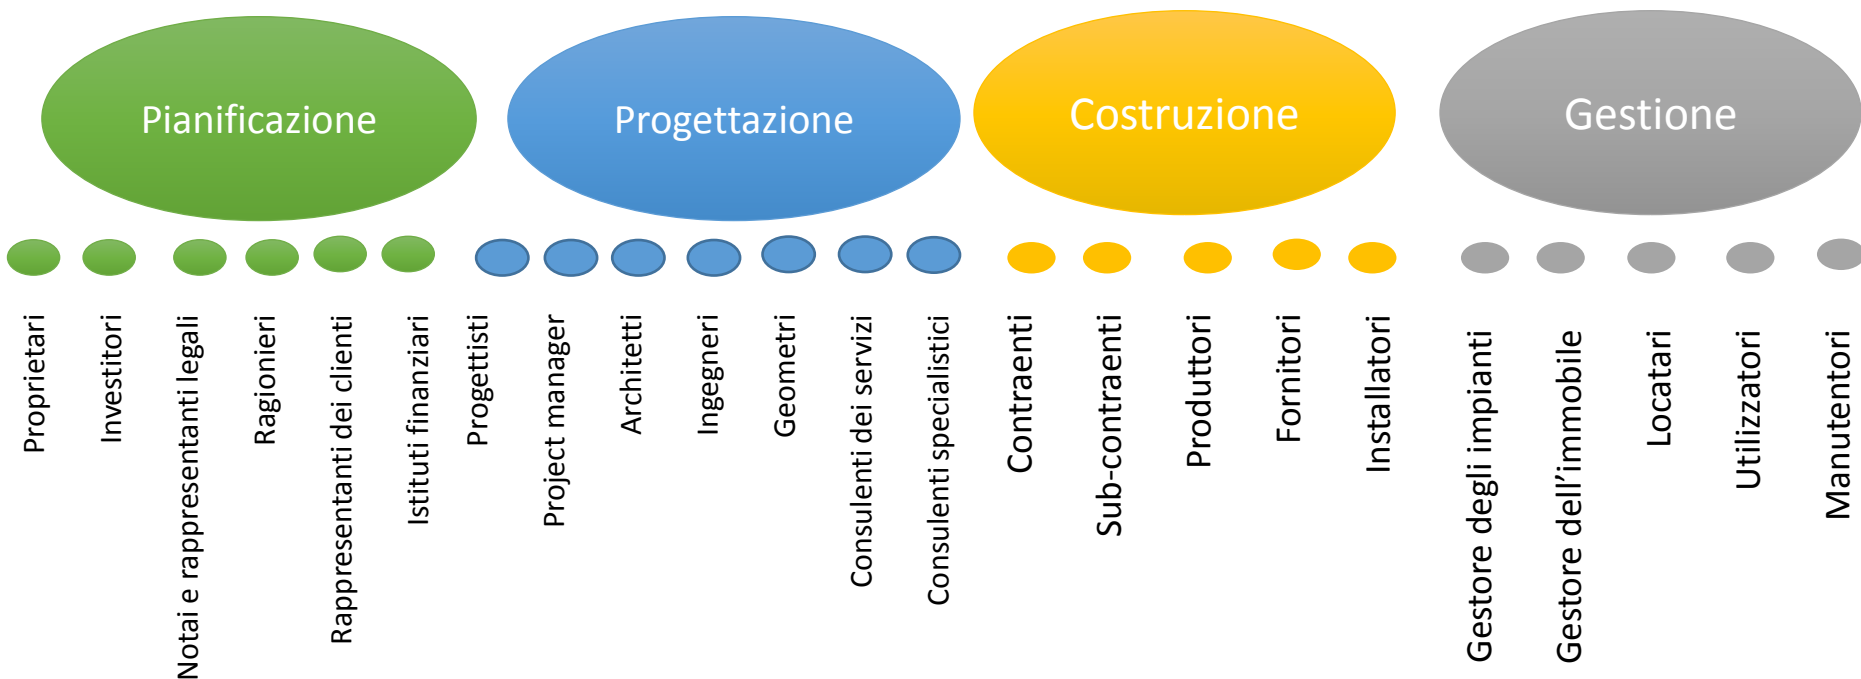 Pianificazione
Progettazione
Costruzione
Gestione
Proprietari
Investitori
Notai e rappresentanti legali
Ragionieri
Rappresentanti dei clienti
Istituti finanziari
Progettisti
Project manager
Architetti
Ingegneri
Geometri
Consulenti dei servizi
Consulenti specialistici
Contraenti
Sub-contraenti
Produttori
Fornitori
Installatori
Gestore degli impianti
Gestore dell’immobile
Locatari
Utilizzatori
Manutentori